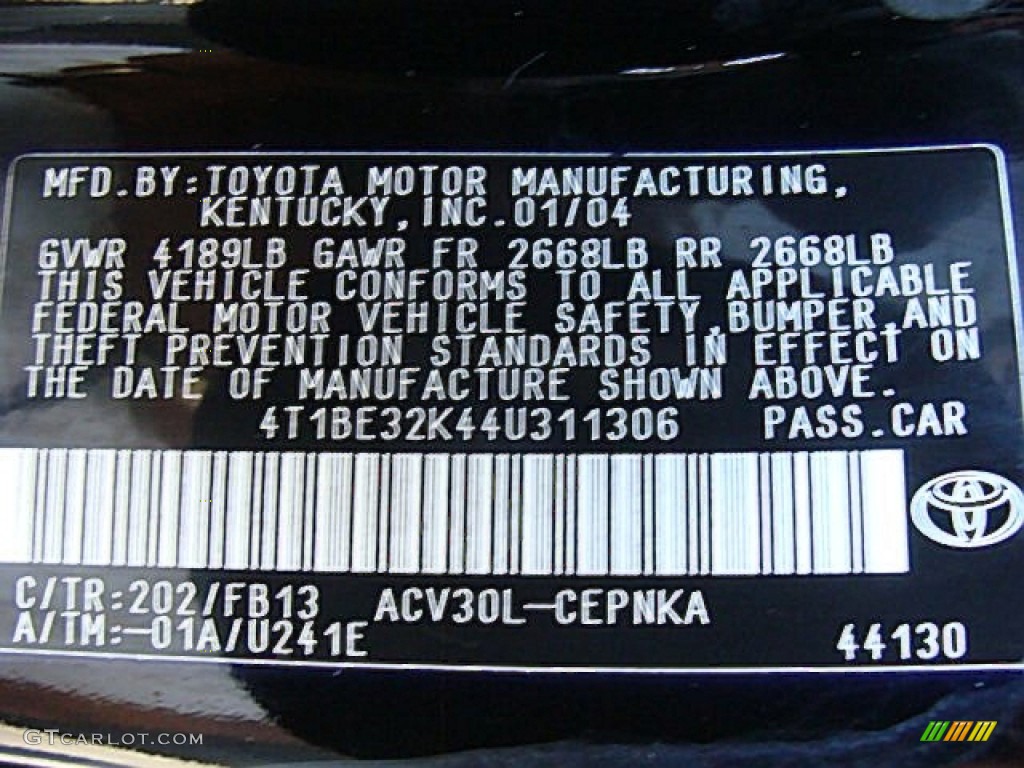 MFD.BY:TOYOTA MOTOR MANUFACTURING,
KENTUCKY,INC.01/04
GVWR 4189LB GAWR FR 2668LB RR 2668LB
THIS VEHICLE CONFORMS TO ALL APPLICABLE
FEDERAL MOTOR VEHICLE SAFETY,BUMPER,AND
THEFT PREVENTION STANDARDS IN EFFECT ON
THE DATE OF MANUFACTURE SHOWN ABOVE.
4T1BE32K44U311306 PASS.CAR
C/TR:202/FB13 ACV30L-CEPNKA
A/TM:-01A/U241E
44130
GTCARLOT.COM